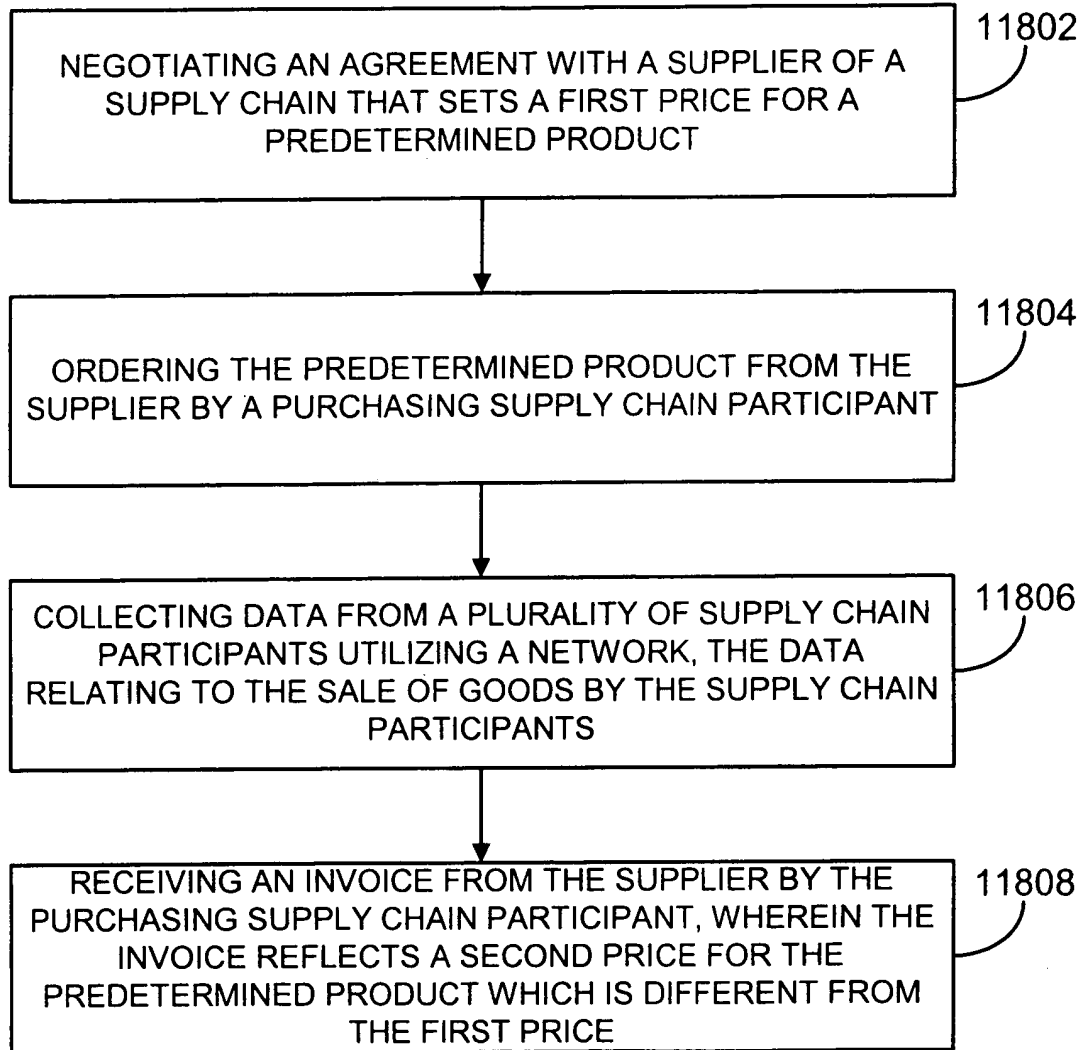 11802
NEGOTIATING AN AGREEMENT WITH A SUPPLIER OF A
SUPPLY CHAIN THAT SETS A FIRST PRICE FOR A
PREDETERMINED PRODUCT
11804
ORDERING THE PREDETERMINED PRODUCT FROM THE
SUPPLIER BY A PURCHASING SUPPLY CHAIN PARTICIPANT
11806
COLLECTING DATA FROM A PLURALITY OF SUPPLY CHAIN
PARTICIPANTS UTILIZING A NETWORK, THE DATA
RELATING TO THE SALE OF GOODS BY THE SUPPLY CHAIN
PARTICIPANTS
11808
RECEIVING AN INVOICE FROM THE SUPPLIER BY THE
PURCHASING SUPPLY CHAIN PARTICIPANT, WHEREIN THE
INVOICE REFLECTS A SECOND PRICE FOR THE
PREDETERMINED PRODUCT WHICH IS DIFFERENT FROM
THE FIRST PRICE